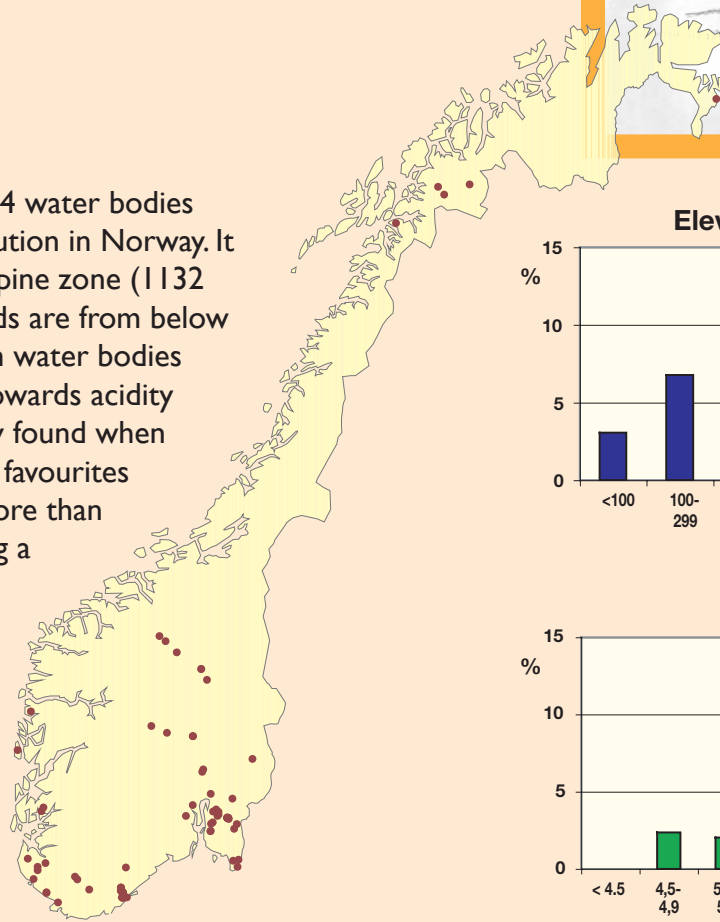 4 water bodies
ution in Norway. It
pine zone (1132
ds are from below
water bodies
owards acidity
found when
favourites
ore than
g a
Elev
15
%
10
5
0
<100
100-
299
15
%
10
5
0
< 4.5
4,5-
4,9
5
5